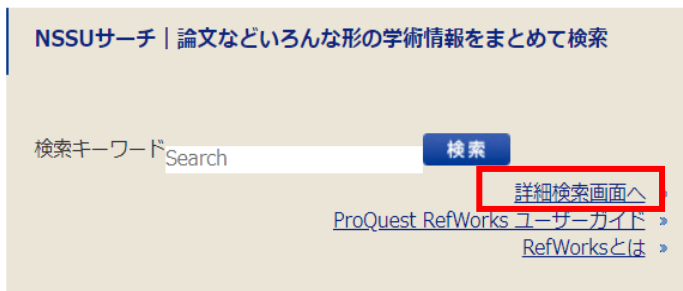 NSSUサーチ｜論文などいろんな形の学術情報をまとめて検索
検索キーワード Search 検索
詳細検索画面へ »
ProQuest RefWorks ユーザーガイド »
RefWorksとは »